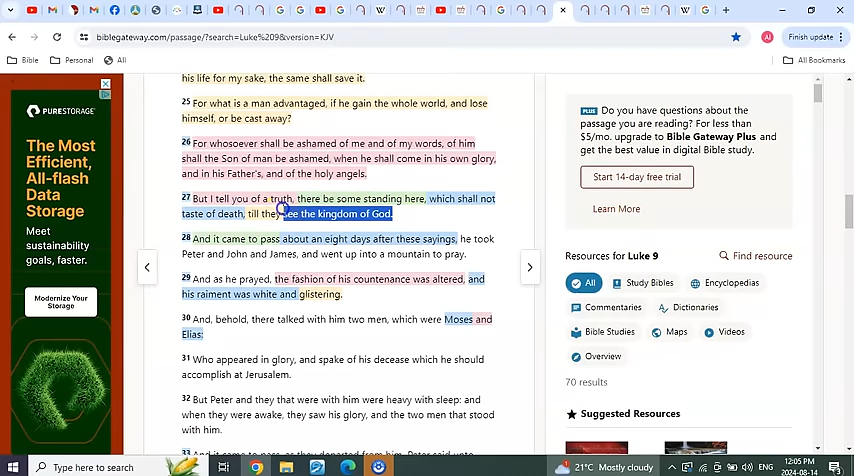 Finish update
biblegateway.com/passage/?search=Luke%209&version=KJV
AI
Bible
Personal
All
All Bookmarks
his life for my sake, the same shall save it.
25 For what is a man advantaged, if he gain the whole world, and lose
himself, or be cast away?
26 For whosoever shall be ashamed of me and of my words, of him
shall the Son of man be ashamed, when he shall come in his own glory,
and in his Father's, and of the holy angels.
27 But I tell you of a truth, there be some standing here, which shall not
taste of death, till they see the kingdom of God.
28 And it came to pass about an eight days after these sayings, he took
Peter and John and James, and went up into a mountain to pray.
29 And as he prayed, the fashion of his countenance was altered, and
his raiment was white and glistering.
30 And, behold, there talked with him two men, which were Moses and
Elias:
31 Who appeared in glory, and spake of his decease which he should
accomplish at Jerusalem.
32 But Peter and they that were with him were heavy with sleep: and
when they were awake, they saw his glory, and the two men that stood
with him.
33 And it came to pass, as they departed from him, Peter said unto
PURESTORAGE
The Most
Efficient,
All-flash
Data
Storage
Meet
sustainability
goals, faster.
Modernize Your
Storage
PLUS Do you have questions about the
passage you are reading? For less than
$5/mo. upgrade to Bible Gateway Plus and
get the best value in digital Bible study.
Start 14-day free trial
Learn More
Resources for Luke 9
Find resource
All
Study Bibles
Encyclopedias
Commentaries
Dictionaries
Bible Studies
Maps
Videos
Overview
70 results
Suggested Resources
Type here to search
21°C Mostly cloudy
ENG
12:05 PM
2024-08-14